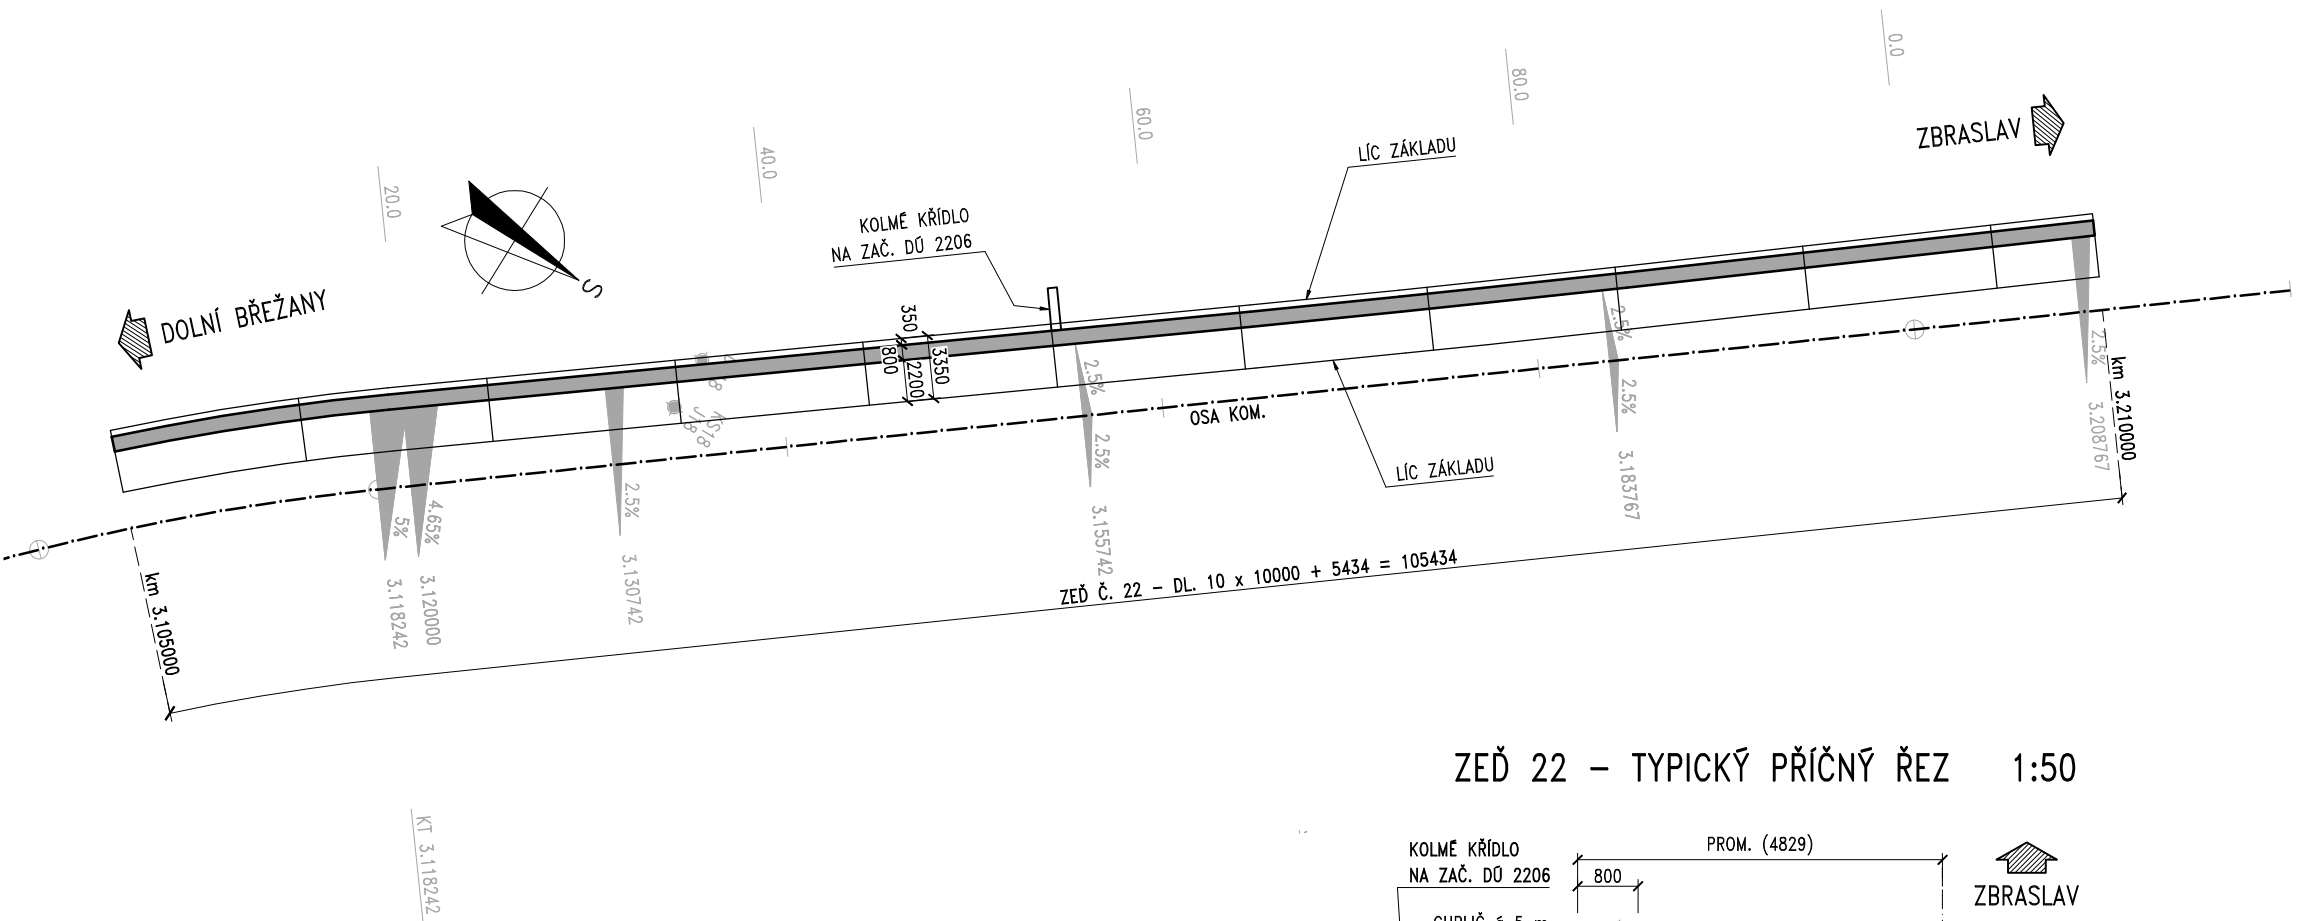 0.0
80.0
60.0
40.0
20.0
ZBRASLAV
LÍC ZÁKLADU
KOLMÉ KŘÍDLO
NA ZAČ. DÚ 2206
S
DOLNÍ BŘEŽANY
350
800
2200
3350
2.5%
2.5%
2.5%
2.5%
2.5%
2.5%
KS18
J18
OSA KOM.
LÍC ZÁKLADU
5%
4.65%
3.118242
3.120000
3.130742
3.155742
3.183767
3.208767
km 3.210000
km 3.105000
ZEĎ Č. 22 – DL. 10 x 10000 + 5434 = 105434
KT 3.118242
ZEĎ 22 – TYPICKÝ PŘÍČNÝ ŘEZ 1:50
KOLMÉ KŘÍDLO
NA ZAČ. DÚ 2206
PROM. (4829)
800
ZBRASLAV